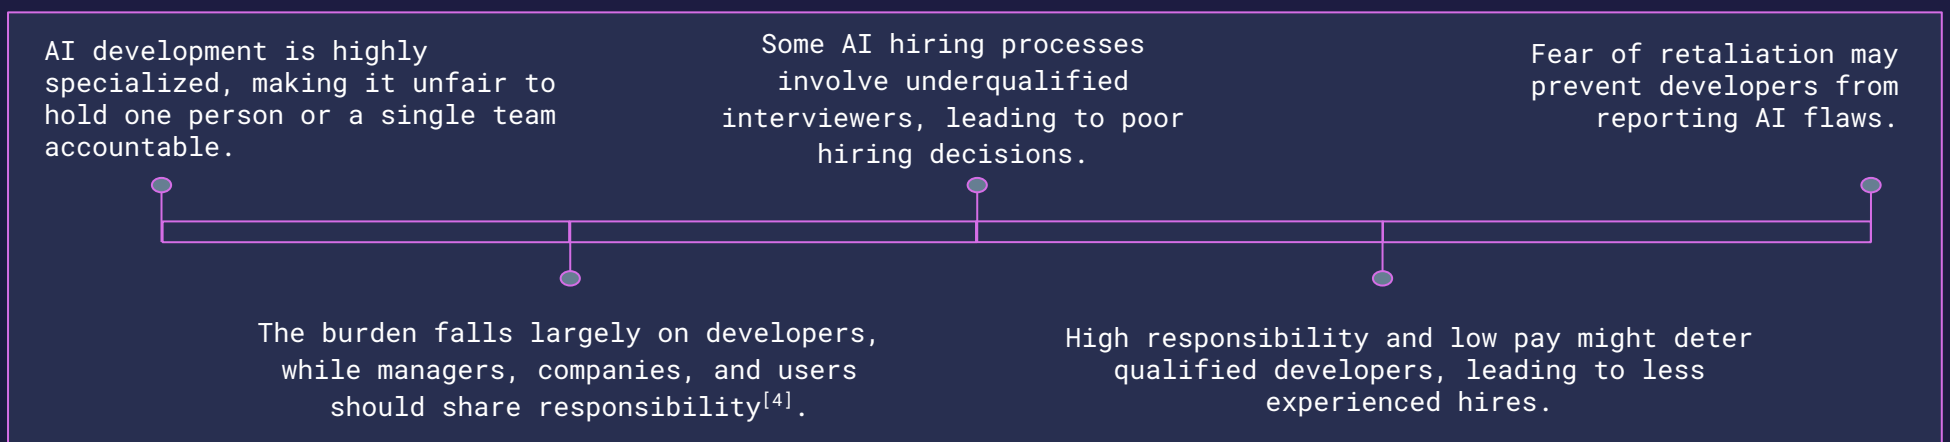 AI development is highly
specialized, making it unfair to
hold one person or a single team
accountable.
The burden falls largely on developers,
while managers, companies, and users
should share responsibility[4].
Some AI hiring processes
involve underqualified
interviewers, leading to poor
hiring decisions.
High responsibility and low pay might deter
qualified developers, leading to less
experienced hires.
Fear of retaliation may
prevent developers from
reporting AI flaws.